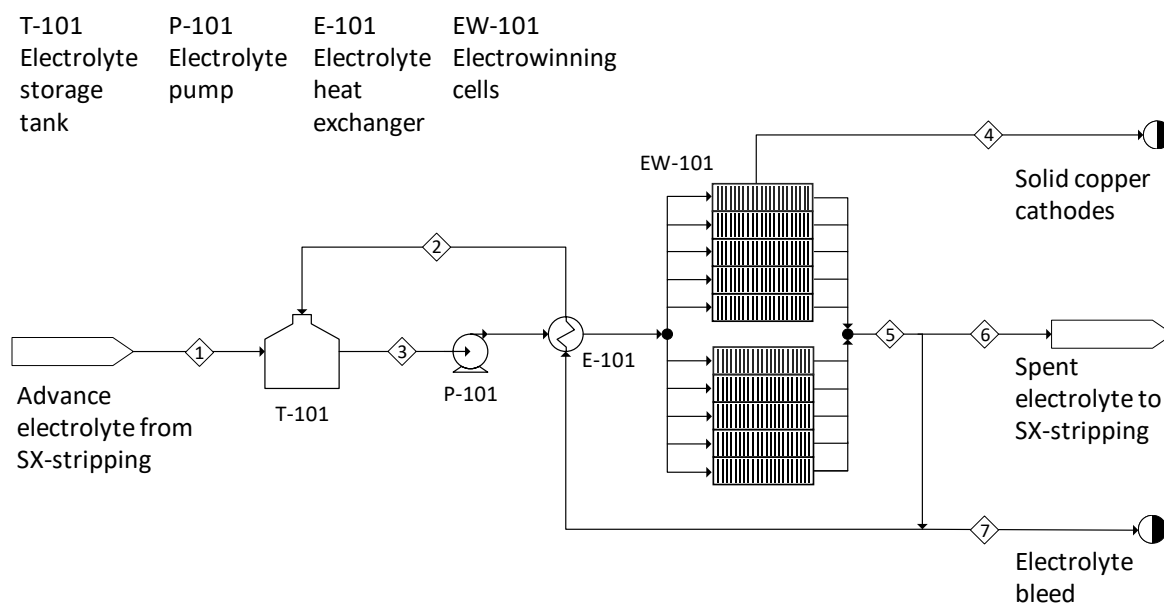 T-101
Electrolyte
storage
tank
P-101
Electrolyte
pump
E-101
Electrolyte
heat
exchanger
EW-101
Electrowinning
cells
4
EW-101
Solid copper
cathodes
2
1
3
5
6
E-101
P-101
T-101
Advance
electrolyte from
SX-stripping
Spent
electrolyte to
SX-stripping
7
Electrolyte
bleed